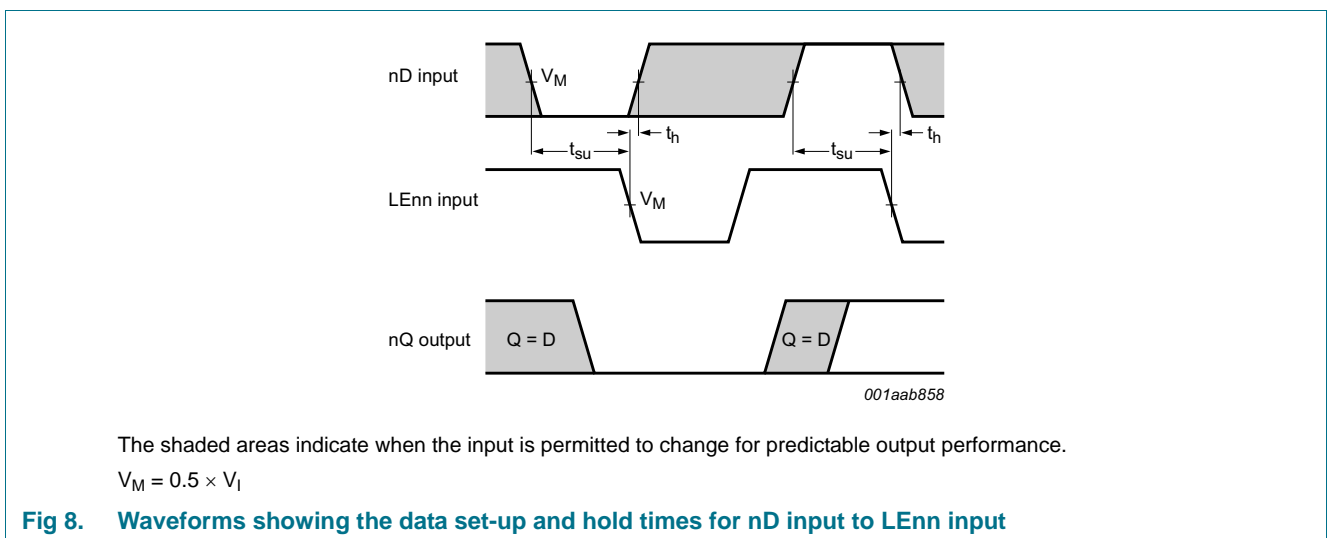 nD input
V_M
t_h
t_h
t_su
t_su
LEnn input
V_M
nQ output
Q = D
Q = D
001aab858
The shaded areas indicate when the input is permitted to change for predictable output performance.
V_M = 0.5 × V_I
Fig 8. Waveforms showing the data set-up and hold times for nD input to LEnn input